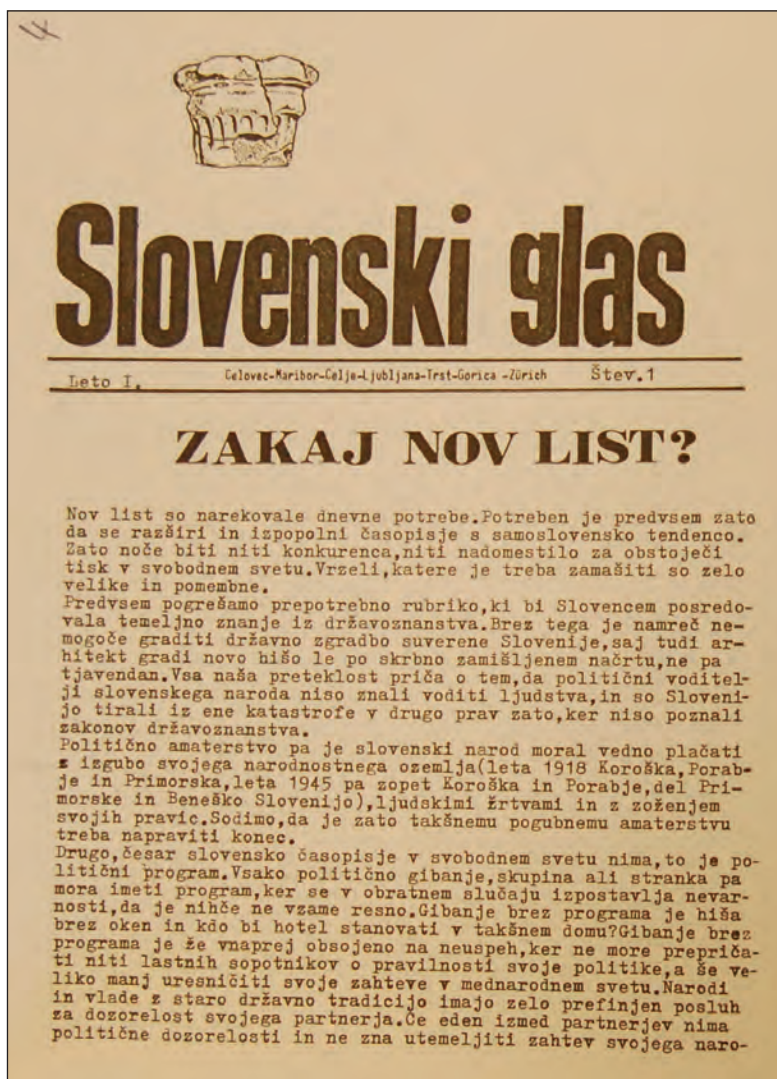 4
Slovenski glas
Leto I. Celovec-Maribor-Celje-Ljubljana-Trst-Gorica -Zürich Štev.1
ZAKAJ NOV LIST?
Nov list so narekovale dnevne potrebe.Potreben je predvsem zato
da se razširi in izpopolni časopisje s samoslovensko tendenco.
Zato noče biti niti konkurenca,niti nadomestilo za obstoječi
tisk v svobodnem svetu.Vrzeli,katere je treba zamašiti so zelo
velike in pomembne.
Predvsem pogrešamo prepotrebno rubriko,ki bi Slovencem posredo-
vala temeljno znanje iz državoznanstva.Brez tega je namreč ne-
mogoče graditi državno zgradbo suverene Slovenije,saj tudi ar-
hitekt gradi novo hišo le po skrbno zamišljenem načrtu,ne pa
tjavendan.Vsa naša preteklost priča o tem,da politični voditel-
ji slovenskega naroda niso znali voditi ljudstva,in so Sloveni-
jo tirali iz ene katastrofe v drugo prav zato,ker niso poznali
zakonov državoznanstva.
Politično amaterstvo pa je slovenski narod moral vedno plačati
z izgubo svojega narodnostnega ozemlja(leta 1918 Koroška,Porab-
je in Primorska,leta 1945 pa zopet Koroška in Porabje,del Pri-
morske in Beneško Slovenijo),ljudskimi žrtvami in z zoženjem
svojih pravic.Sodimo,da je zato takšnemu pogubnemu amaterstvu
treba napraviti konec.
Drugo,česar slovensko časopisje v svobodnem svetu nima,to je po-
litični program.Vsako politično gibanje,skupina ali stranka pa
mora imeti program,ker se v obratnem slučaju izpostavlja nevar-
nosti,da je nihče ne vzame resno.Gibanje brez programa je hiša
brez oken in kdo bi hotel stanovati v takšnem domu?Gibanje brez
programa je že vnaprej obsojeno na neuspeh,ker ne more prepriča-
ti niti lastnih sopotnikov o pravilnosti svoje politike,a še ve-
liko manj uresničiti svoje zahteve v mednarodnem svetu.Narodi
in vlade z staro državno tradicijo imajo zelo prefinjen posluh
za dozorelost svojega partnerja.Če eden izmed partnerjev nima
politične dozorelosti in ne zna utemeljiti zahtev svojega naro-